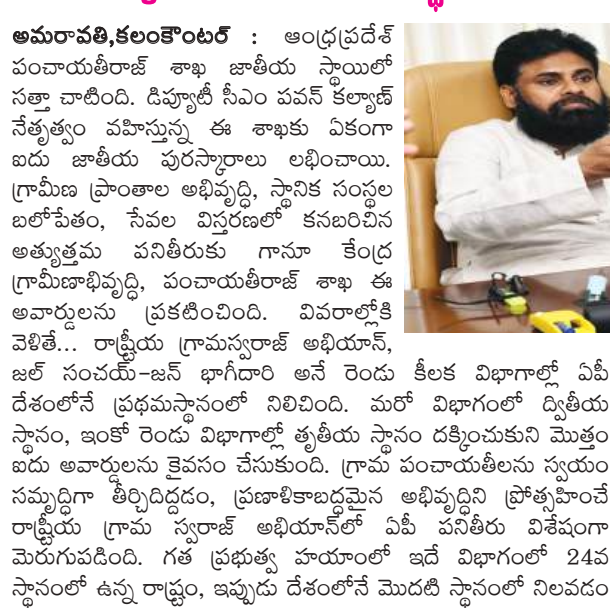 అమరావతి,కలంకౌంటర్ : ఆంధ్రప్రదేశ్
పంచాయతీరాజ్ శాఖ జాతీయ స్థాయిలో
సత్తా చాటింది. డిప్యూటీ సీఎం పవన్ కల్యాణ్
నేతృత్వం వహిస్తున్న ఈ శాఖకు ఏకంగా
ఐదు జాతీయ పురస్కారాలు లభించాయి.
గ్రామీణ ప్రాంతాల అభివృద్ధి, స్థానిక సంస్థల
బలోపేతం, సేవల విస్తరణలో కనబరిచిన
అత్యుత్తమ పనితీరుకు గానూ కేంద్ర
గ్రామీణాభివృద్ధి, పంచాయతీరాజ్ శాఖ ఈ
అవార్డులను ప్రకటించింది. వివరాల్లోకి
వెళితే... రాష్ట్రీయ గ్రామస్వరాజ్ అభియాన్,
జల్ సంచయ్-జన్ భాగీదారి అనే రెండు కీలక విభాగాల్లో ఏపీ
దేశంలోనే ప్రథమస్థానంలో నిలిచింది. మరో విభాగంలో ద్వితీయ
స్థానం, ఇంకో రెండు విభాగాల్లో తృతీయ స్థానం దక్కించుకుని మొత్తం
ఐదు అవార్డులను కైవసం చేసుకుంది. గ్రామ పంచాయతీలను స్వయం
సమృద్ధిగా తీర్చిదిద్దడం, ప్రణాళికాబద్ధమైన అభివృద్ధిని ప్రోత్సహించే
రాష్ట్రీయ గ్రామ స్వరాజ్ అభియాన్‌లో ఏపీ పనితీరు విశేషంగా
మెరుగుపడింది. గత ప్రభుత్వ హయాంలో ఇదే విభాగంలో 24వ
స్థానంలో ఉన్న రాష్ట్రం, ఇప్పుడు దేశంలోనే మొదటి స్థానంలో నిలవడం